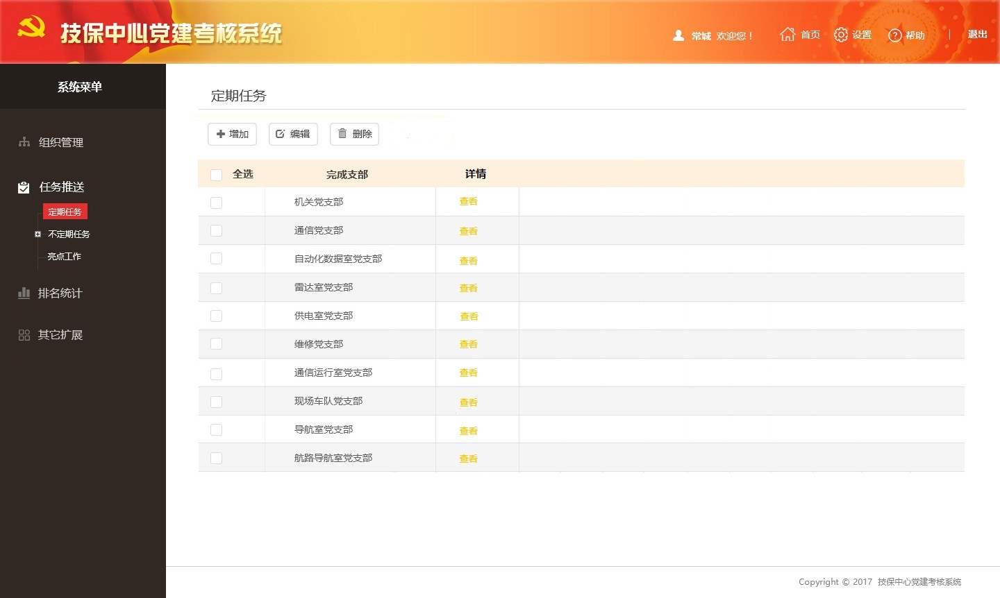 技保中心党建考核系统
常城 欢迎您！ 首页 设置 帮助 退出
系统菜单
组织管理
任务推送
定期任务
不定期任务
亮点工作
排名统计
其它扩展
定期任务
增加 编辑 删除
全选 完成支部 详情
机关党支部 查看
通信党支部 查看
自动化数据室党支部 查看
雷达室党支部 查看
供电室党支部 查看
维修党支部 查看
通信运行室党支部 查看
现场车队党支部 查看
导航室党支部 查看
航路导航室党支部 查看
Copyright © 2017 技保中心党建考核系统